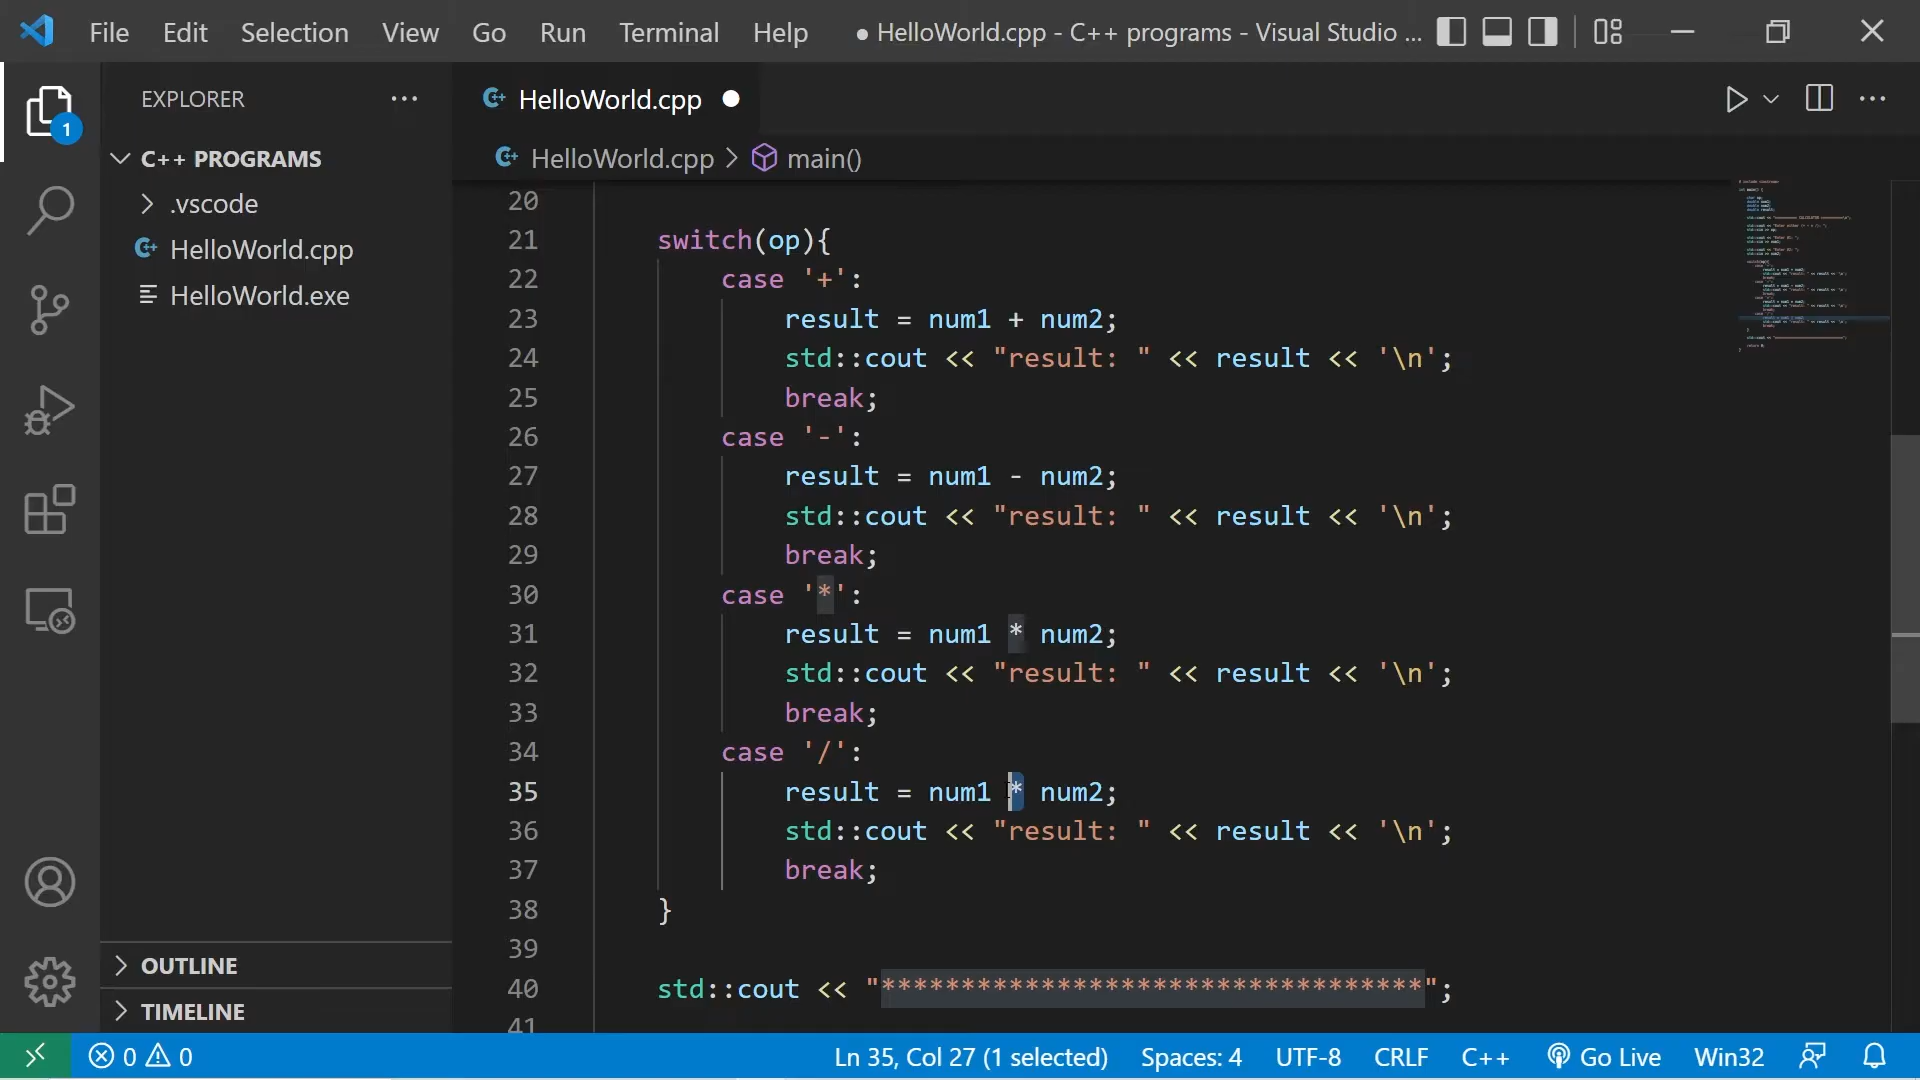 File Edit Selection View Go Run Terminal Help ● HelloWorld.cpp - C++ programs - Visual Studio ...
EXPLORER
C++ PROGRAMS
.vscode
HelloWorld.cpp
HelloWorld.exe
OUTLINE
TIMELINE
1
HelloWorld.cpp
HelloWorld.cpp > main()
20
21 switch(op){
22 case '+':
23 result = num1 + num2;
24 std::cout << "result: " << result << '\n';
25 break;
26 case '-':
27 result = num1 - num2;
28 std::cout << "result: " << result << '\n';
29 break;
30 case '*':
31 result = num1 * num2;
32 std::cout << "result: " << result << '\n';
33 break;
34 case '/':
35 result = num1 * num2;
36 std::cout << "result: " << result << '\n';
37 break;
38 }
39
40 std::cout << "**********************************";
41
0 0 Ln 35, Col 27 (1 selected) Spaces: 4 UTF-8 CRLF C++ Go Live Win32